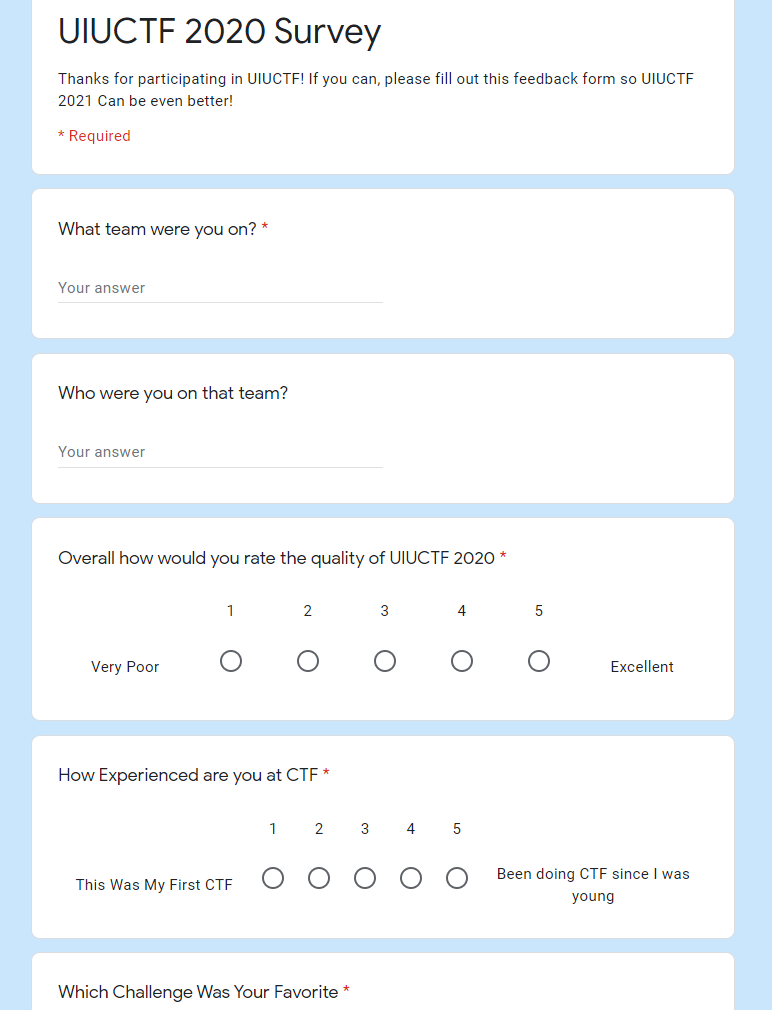 UIUCTF 2020 Survey
Thanks for participating in UIUCTF! If you can, please fill out this feedback form so UIUCTF
2021 Can be even better!
* Required
What team were you on? *
Your answer
Who were you on that team?
Your answer
Overall how would you rate the quality of UIUCTF 2020 *
1 2 3 4 5
Very Poor Excellent
How Experienced are you at CTF *
1 2 3 4 5
This Was My First CTF Been doing CTF since I was
young
Which Challenge Was Your Favorite *